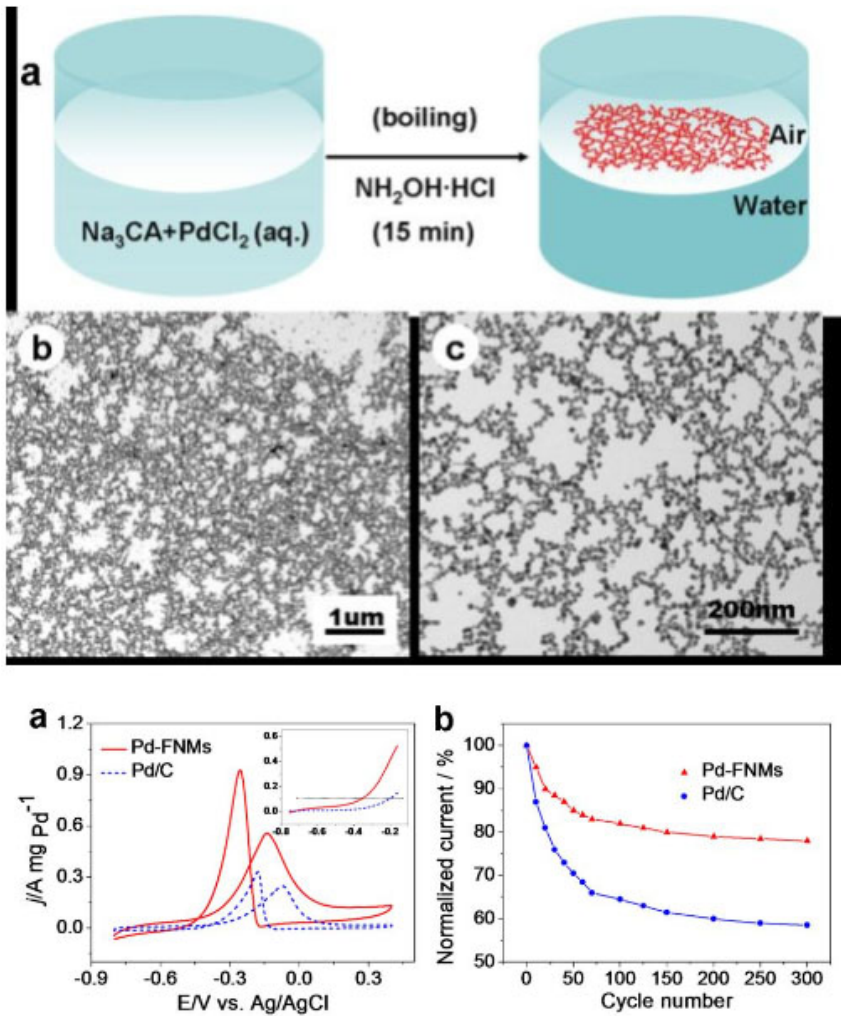 a
(boiling)
NH₂OH·HCl
(15 min)
Na₃CA+PdCl₂ (aq.)
Air
Water
b
1um
c
200nm
a
1.2
0.9
0.6
0.3
0.0
j/A mg Pd⁻¹
Pd-FNMs
Pd/C
0.6
0.4
0.2
0.0
-0.8 -0.6 -0.4 -0.2
-0.9 -0.6 -0.3 0.0 0.3
E/V vs. Ag/AgCl
b
100
90
80
70
60
50
Normalized current / %
Pd-FNMs
Pd/C
0 50 100 150 200 250 300
Cycle number